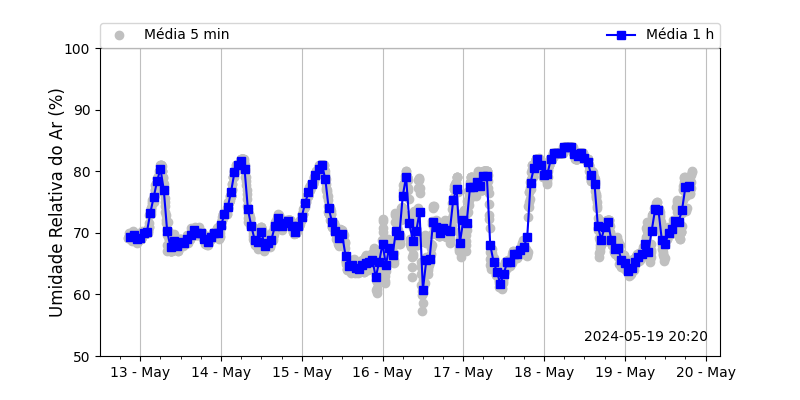 Média 5 min Média 1 h
Umidade Relativa do Ar (%)
100
90
80
70
60
50
2024-05-19 20:20
13 - May 14 - May 15 - May 16 - May 17 - May 18 - May 19 - May 20 - May